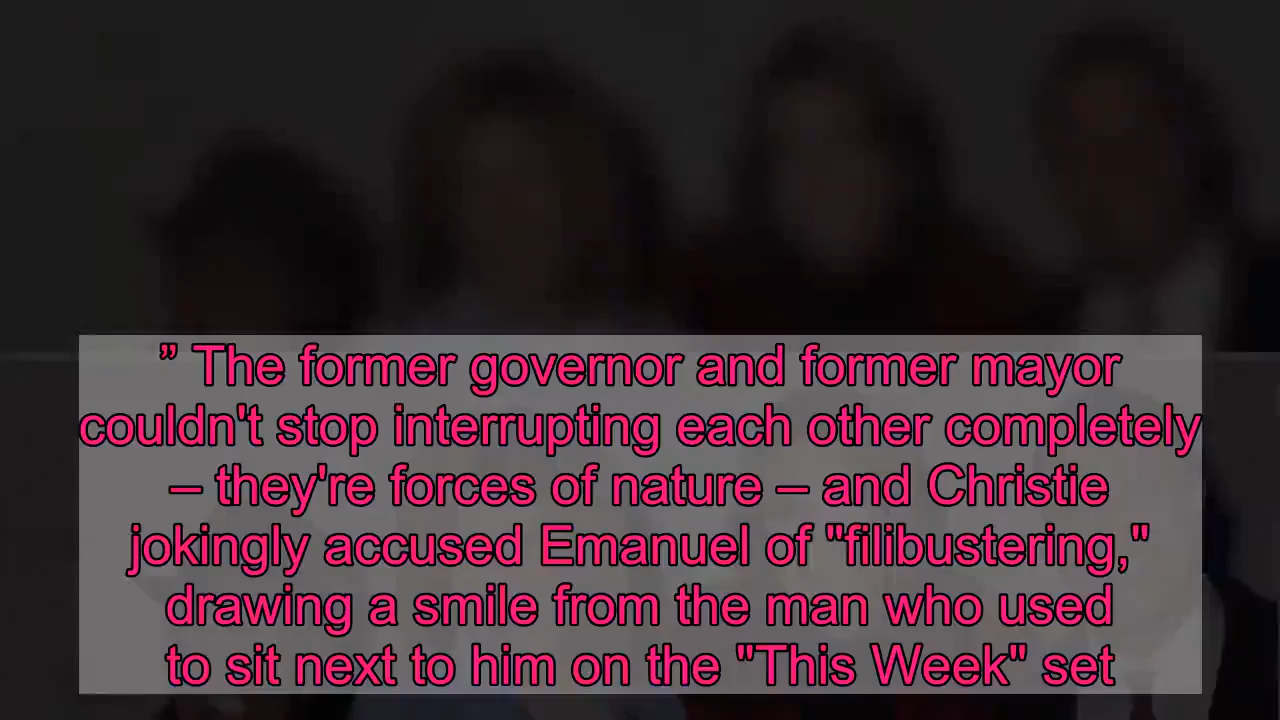 ” The former governor and former mayor
couldn't stop interrupting each other completely
– they're forces of nature – and Christie
jokingly accused Emanuel of "filibustering,"
drawing a smile from the man who used
to sit next to him on the "This Week" set